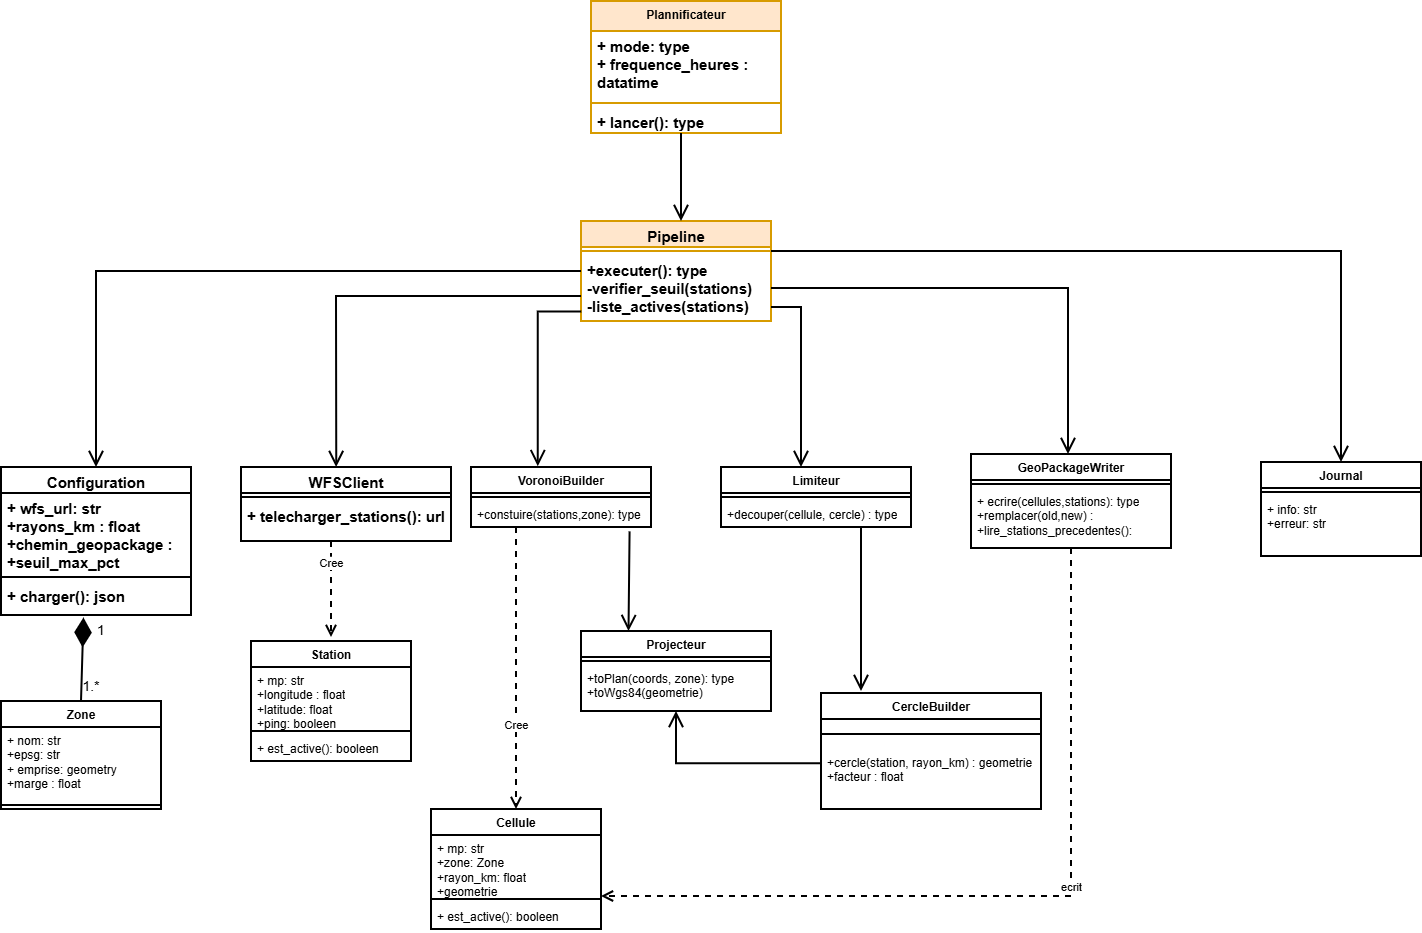 Plannificateur
+ mode: type
+ frequence_heures :
datatime
+ lancer(): type
Pipeline
+executer(): type
-verifier_seuil(stations)
-liste_actives(stations)
Configuration
+ wfs_url: str
+rayons_km : float
+chemin_geopackage :
+seuil_max_pct
+ charger(): json
1
1.*
Zone
+ nom: str
+epsg: str
+ emprise: geometry
+marge : float
WFSClient
+ telecharger_stations(): url
Cree
Station
+ mp: str
+longitude : float
+latitude: float
+ping: booleen
+ est_active(): booleen
VoronoiBuilder
+constuire(stations,zone): type
Cree
Cellule
+ mp: str
+zone: Zone
+rayon_km: float
+geometrie
+ est_active(): booleen
Projecteur
+toPlan(coords, zone): type
+toWgs84(geometrie)
Limiteur
+decouper(cellule, cercle) : type
CercleBuilder
+cercle(station, rayon_km) : geometrie
+facteur : float
GeoPackageWriter
+ ecrire(cellules,stations): type
+remplacer(old,new) :
+lire_stations_precedentes():
ecrit
Journal
+ info: str
+erreur: str